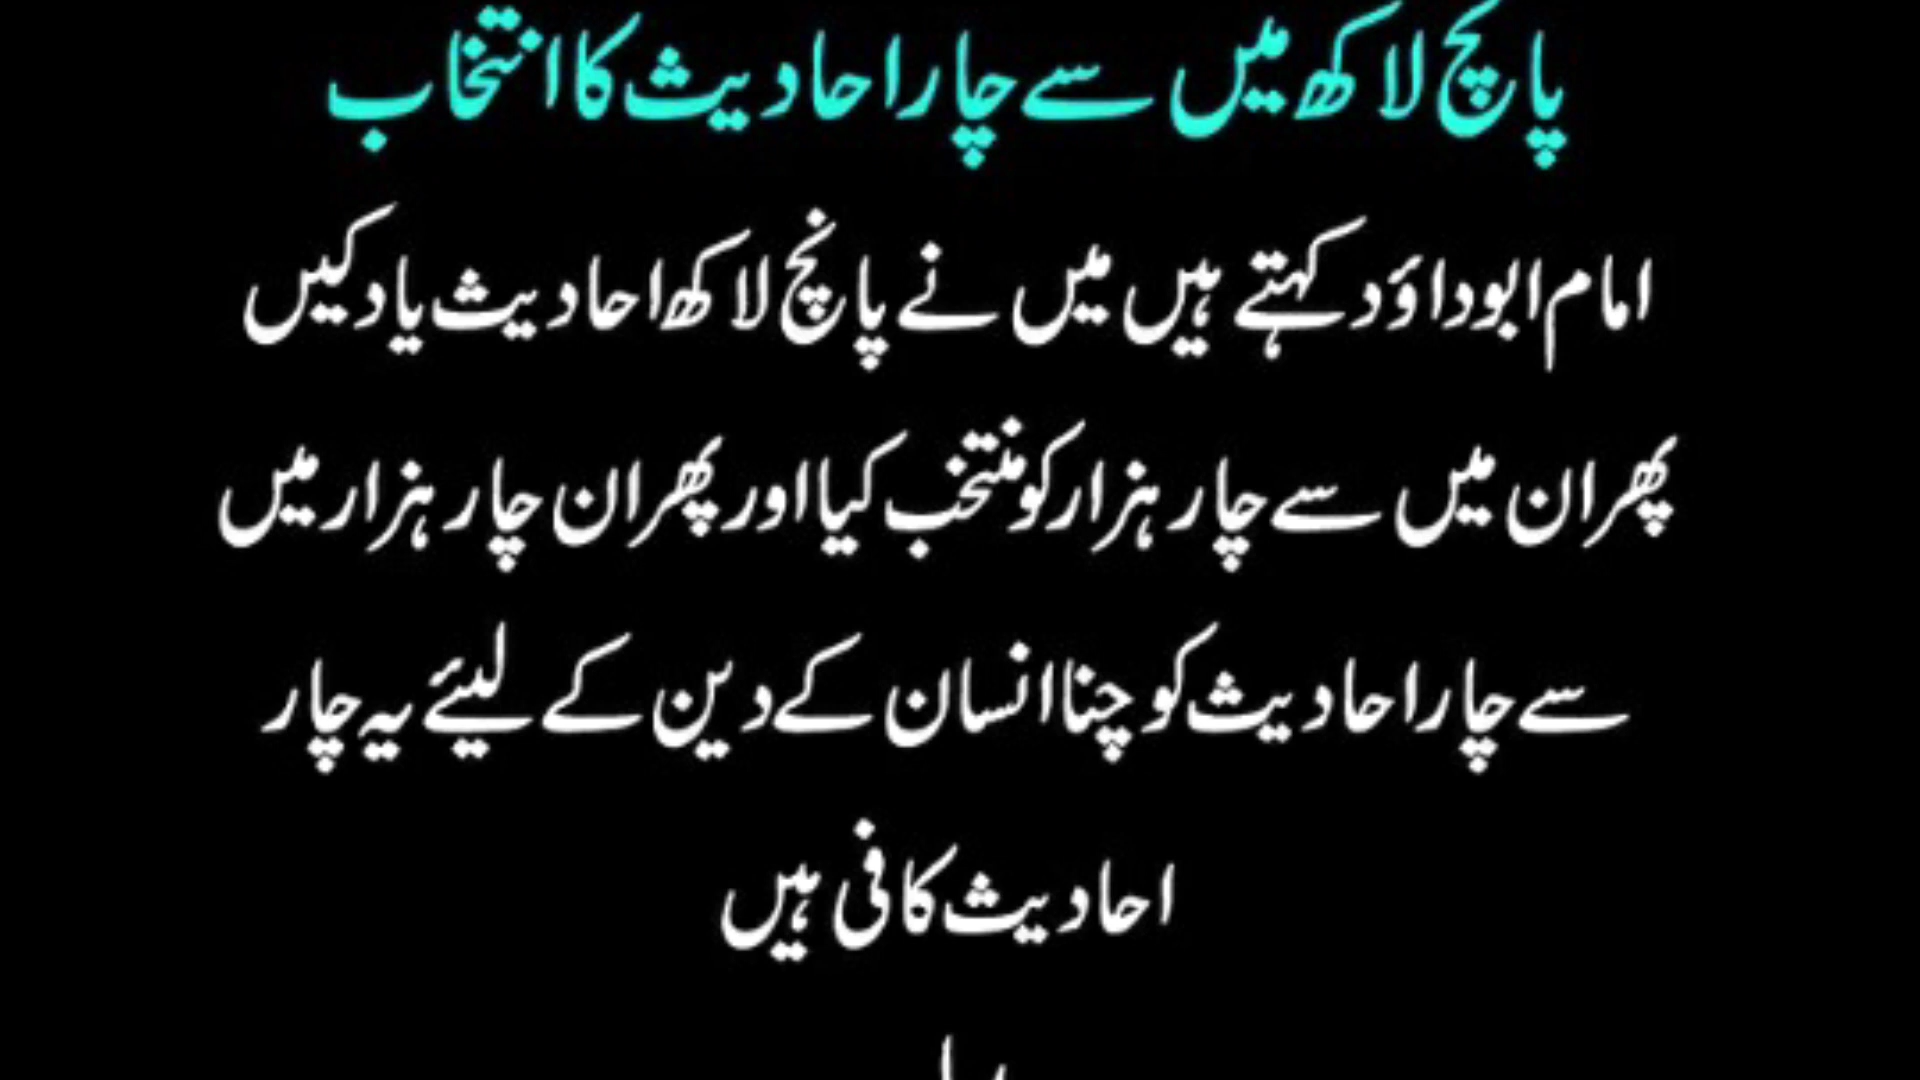 پانچ لاکھ میں سے چار احادیث کا انتخاب
امام ابوداؤد کہتے ہیں میں نے پانچ لاکھ احادیث یاد کیں
پھر ان میں سے چار ہزار کو منتخب کیا اور پھر ان چار ہزار میں
سے چار احادیث کو چنا انسان کے دین کے لیئے یہ چار
احادیث کافی ہیں